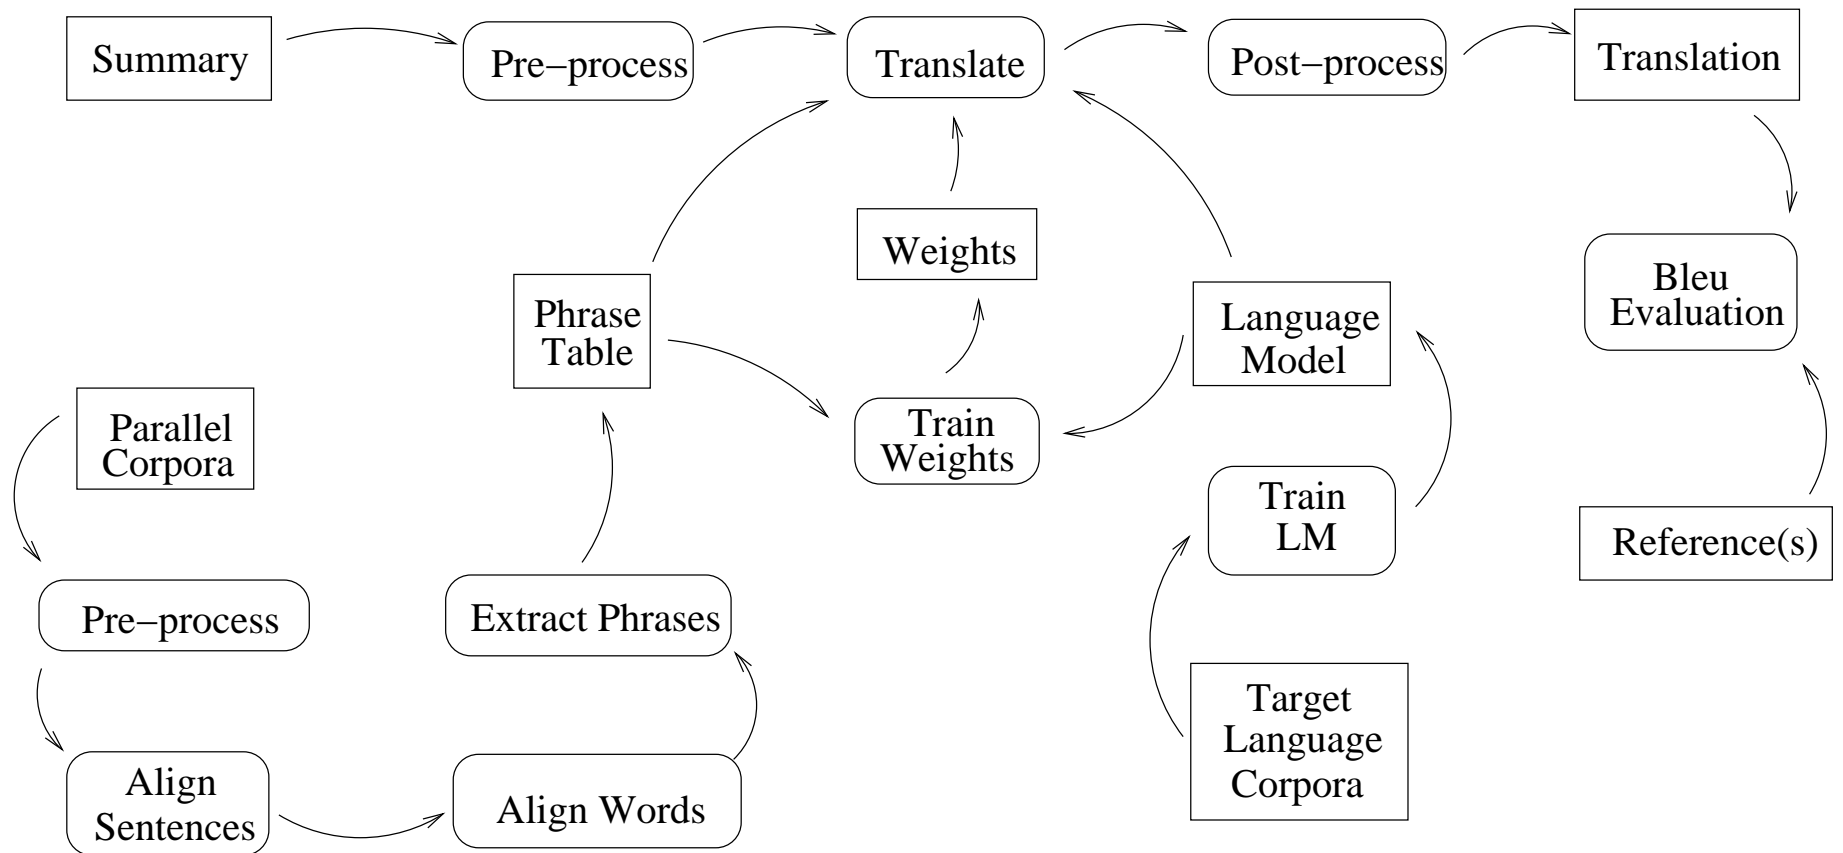 Summary
Pre–process
Translate
Post–process
Translation
Weights
Bleu
Evaluation
Phrase
Table
Language
Model
Parallel
Corpora
Train
Weights
Train
LM
Reference(s)
Pre–process
Extract Phrases
Target
Language
Corpora
Align
Sentences
Align Words